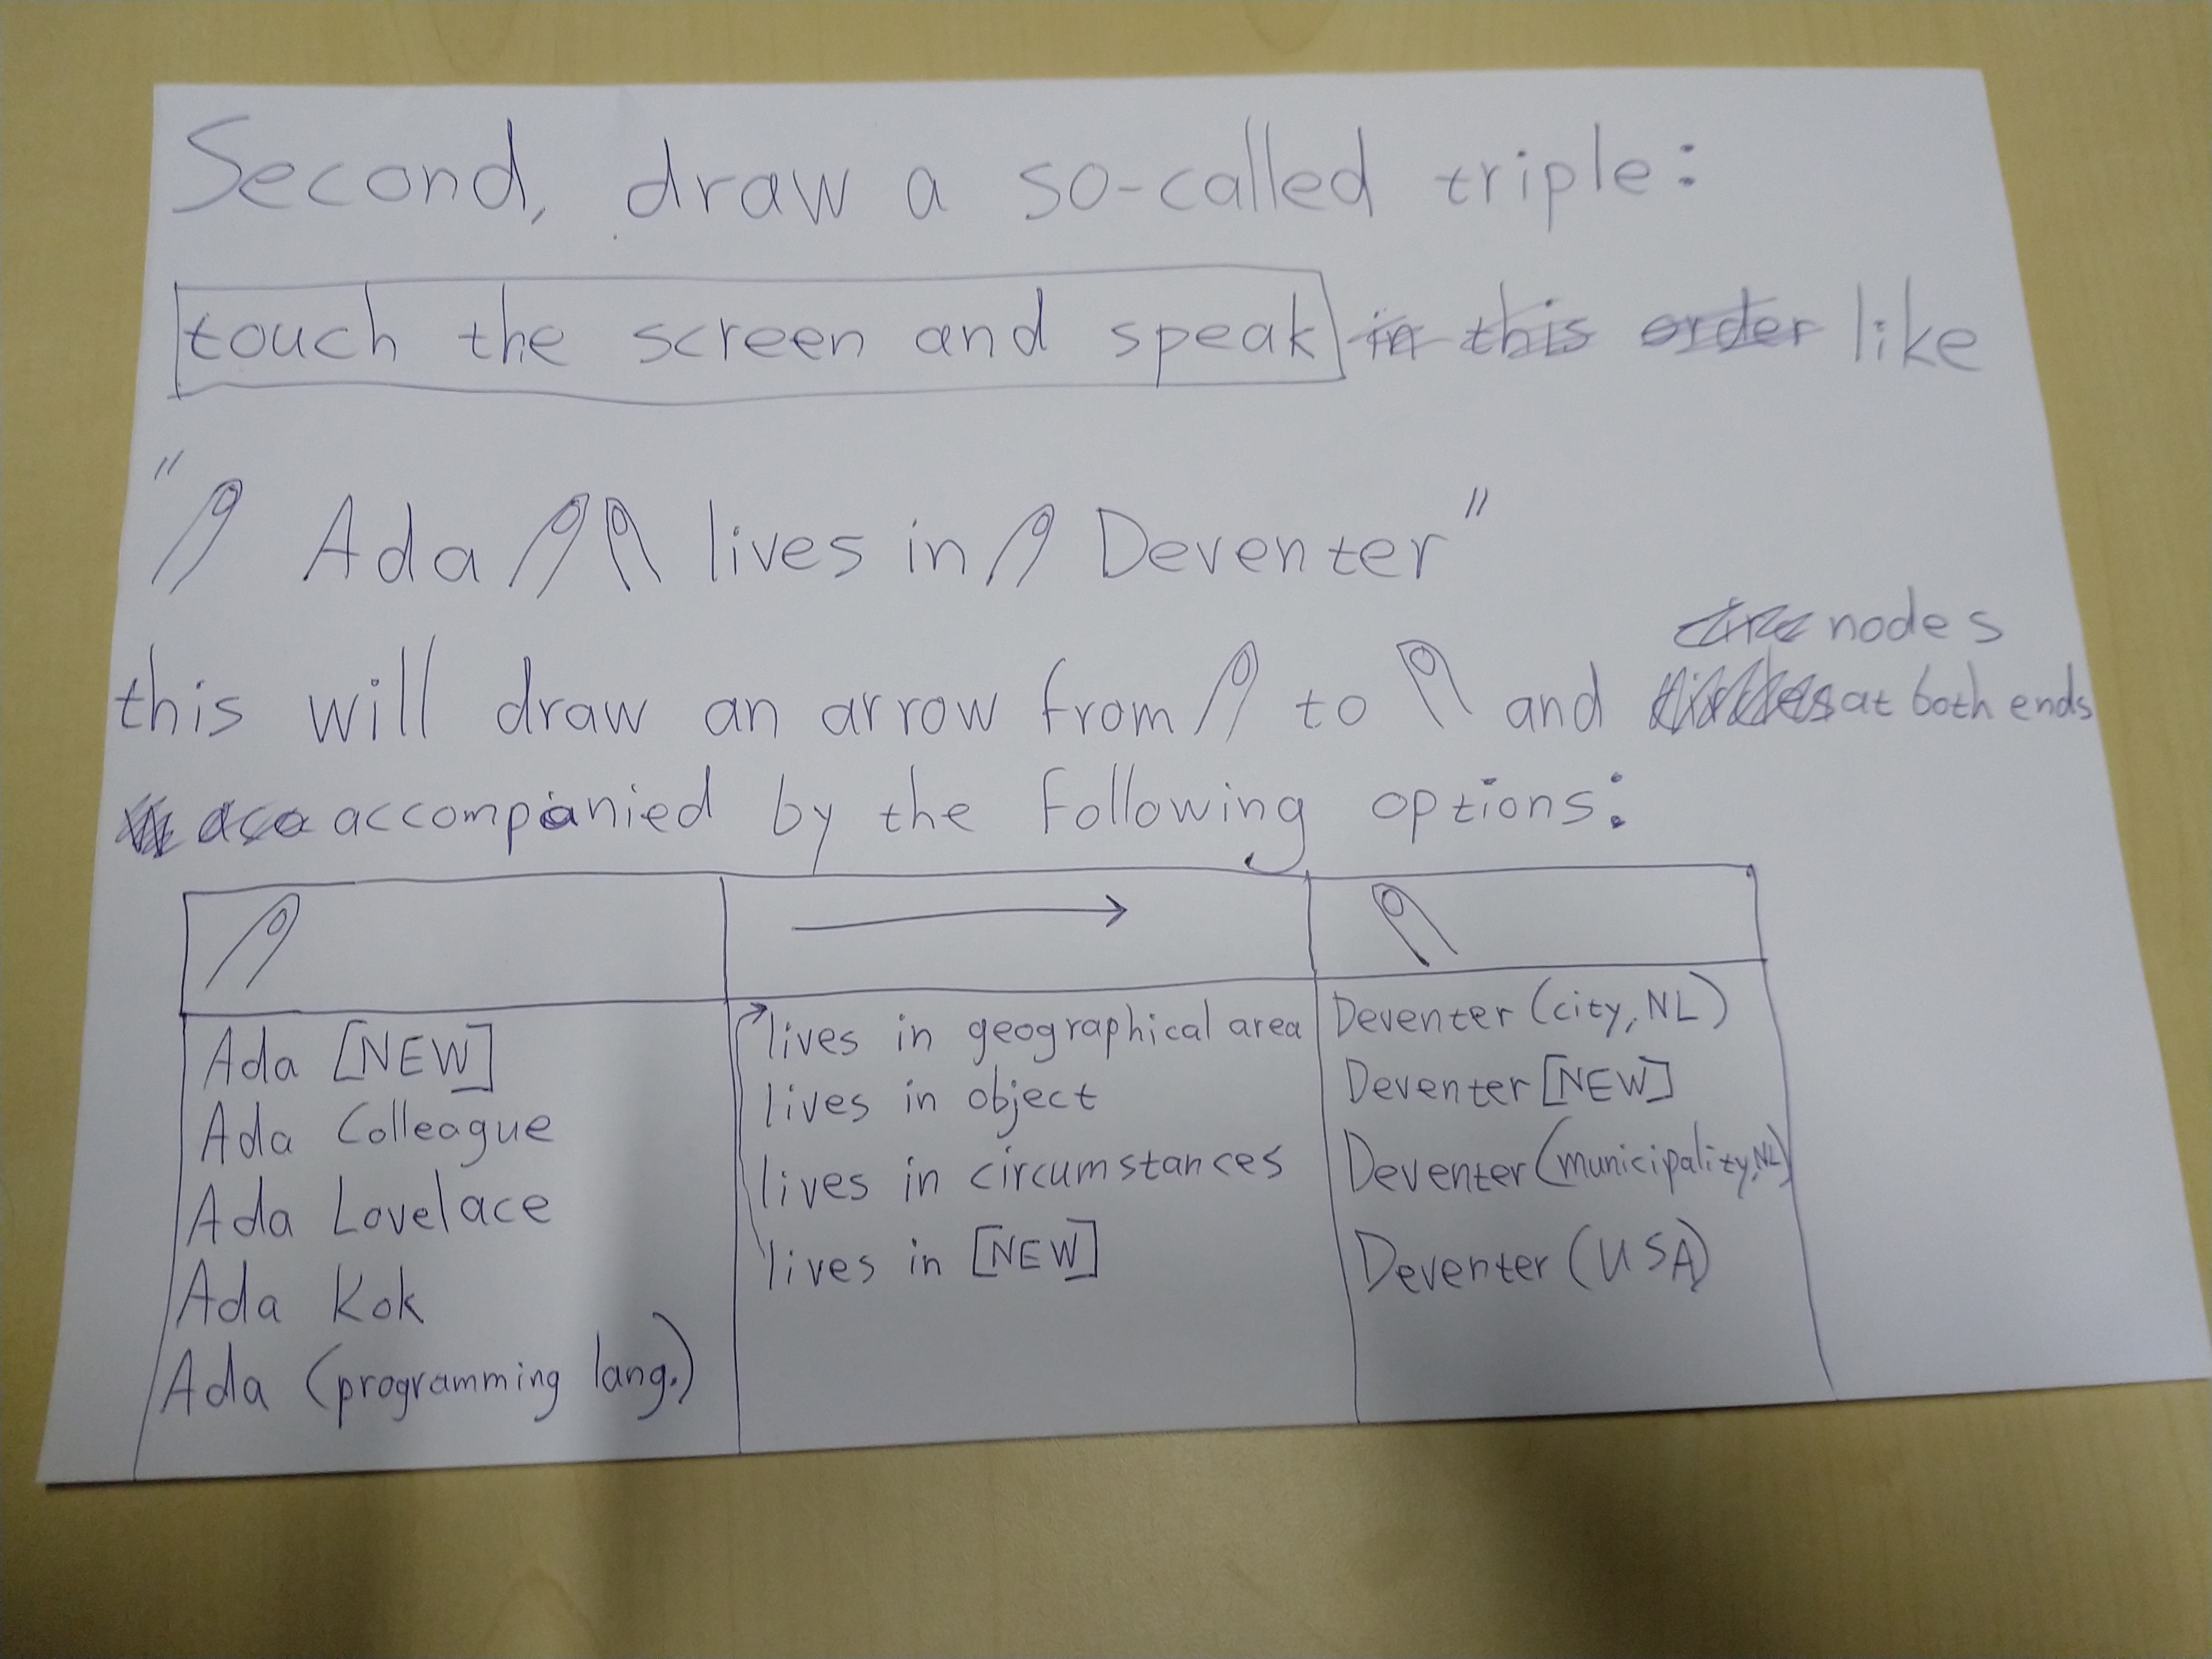 Second, draw a so-called triple:
touch the screen and speak in this order like
" Ada lives in Deventer"
nodes
this will draw an arrow from to and at both ends
accompanied by the following options:
Ada [NEW]
Ada Colleague
Ada Lovelace
Ada Kok
Ada (programming lang.)
lives in geographical area
lives in object
lives in circumstances
lives in [NEW]
Deventer (city, NL)
Deventer [NEW]
Deventer (municipality, NL)
Deventer (USA)